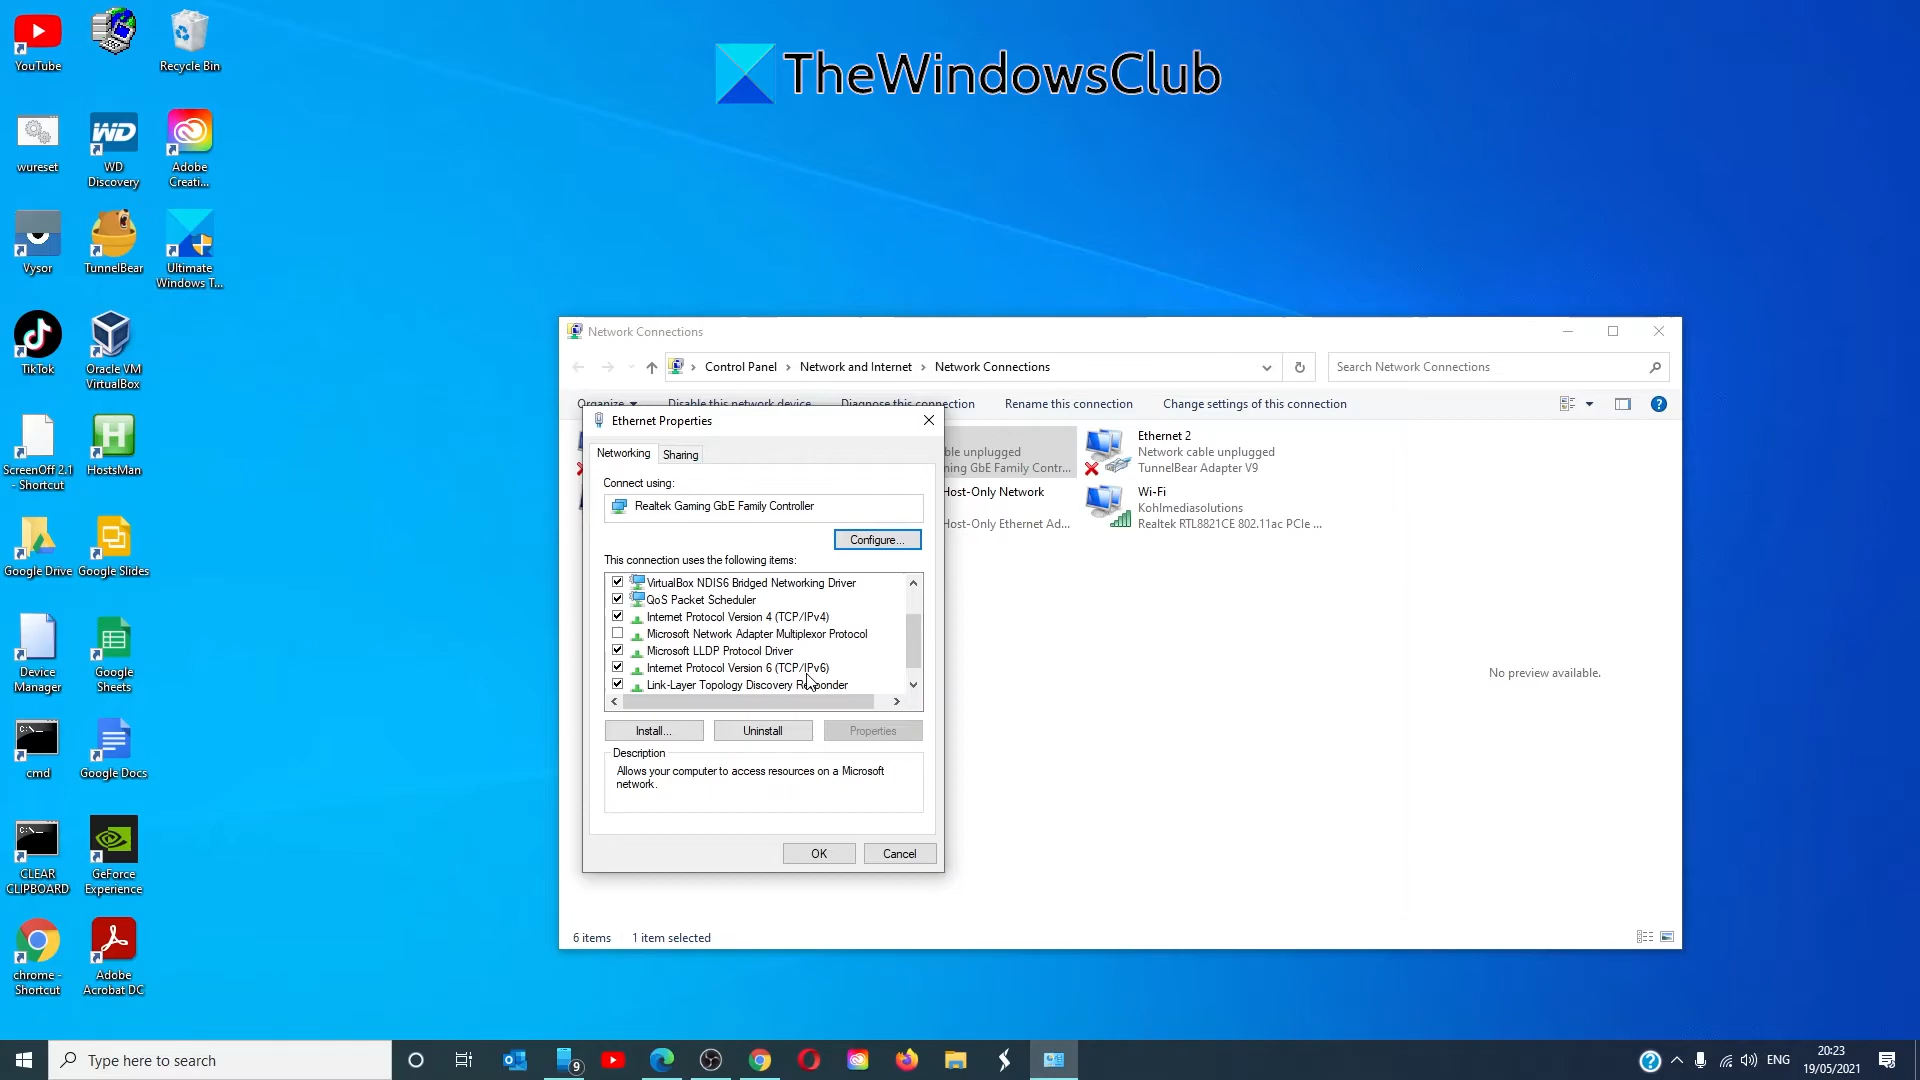 YouTube
Recycle Bin
TheWindowsClub
wureset
WD
Discovery
Adobe
Creati...
Vysor
TunnelBear
Ultimate
Windows T...
TikTok
Oracle VM
VirtualBox
ScreenOff 2.1
- Shortcut
HostsMan
Google Drive
Google Slides
Device
Manager
Google
Sheets
cmd
Google Docs
CLEAR
CLIPBOARD
GeForce
Experience
chrome -
Shortcut
Adobe
Acrobat DC
Network Connections
Control Panel > Network and Internet > Network Connections
Search Network Connections
Organize Disable this network device Diagnose this connection Rename this connection Change settings of this connection
Ethernet Properties
Networking Sharing
Connect using:
Realtek Gaming GbE Family Controller
Configure...
This connection uses the following items:
VirtualBox NDIS6 Bridged Networking Driver
QoS Packet Scheduler
Internet Protocol Version 4 (TCP/IPv4)
Microsoft Network Adapter Multiplexor Protocol
Microsoft LLDP Protocol Driver
Internet Protocol Version 6 (TCP/IPv6)
Link-Layer Topology Discovery Responder
Install... Uninstall Properties
Description
Allows your computer to access resources on a Microsoft
network.
OK Cancel
ble unplugged
ing GbE Family Contr...
Host-Only Network
Host-Only Ethernet Ad...
Ethernet 2
Network cable unplugged
TunnelBear Adapter V9
Wi-Fi
Kohlmediasolutions
Realtek RTL8821CE 802.11ac PCIe ...
No preview available.
6 items 1 item selected
Type here to search
9
ENG
20:23
19/05/2021